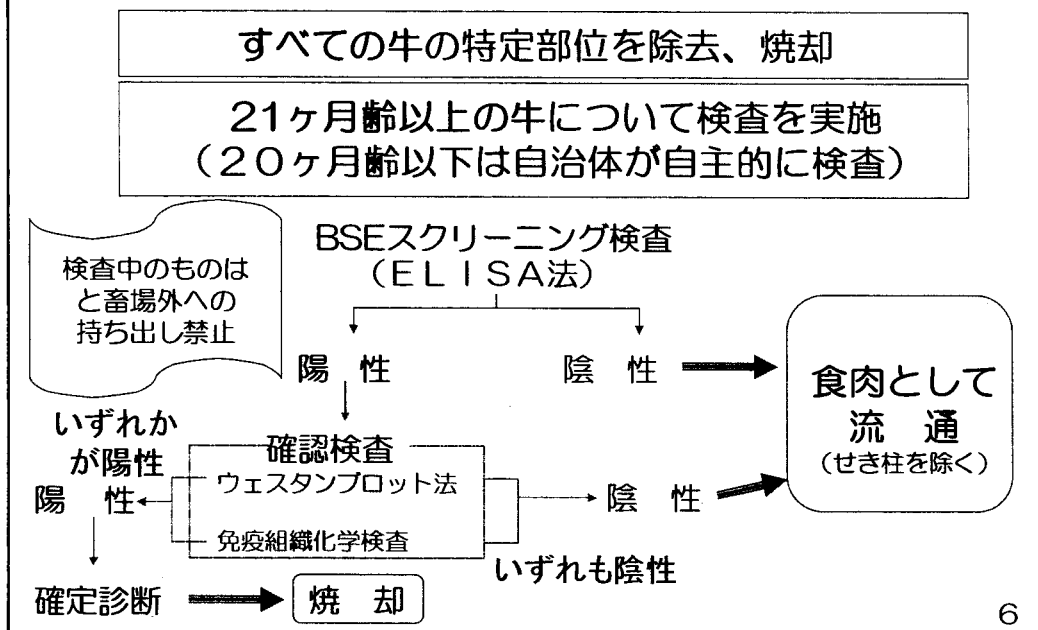 すべての牛の特定部位を除去、焼却
21ヶ月齢以上の牛について検査を実施
(20ヶ月齢以下は自治体が自主的に検査)
検査中のものは
と畜場外への
持ち出し禁止
BSEスクリーニング検査
(ELISA法)
陽 性
陰 性
食肉として
流 通
(せき柱を除く)
いずれか
が陽性
陽 性
確認検査
ウェスタンブロット法
免疫組織化学検査
陰 性
いずれも陰性
確定診断
焼 却
6